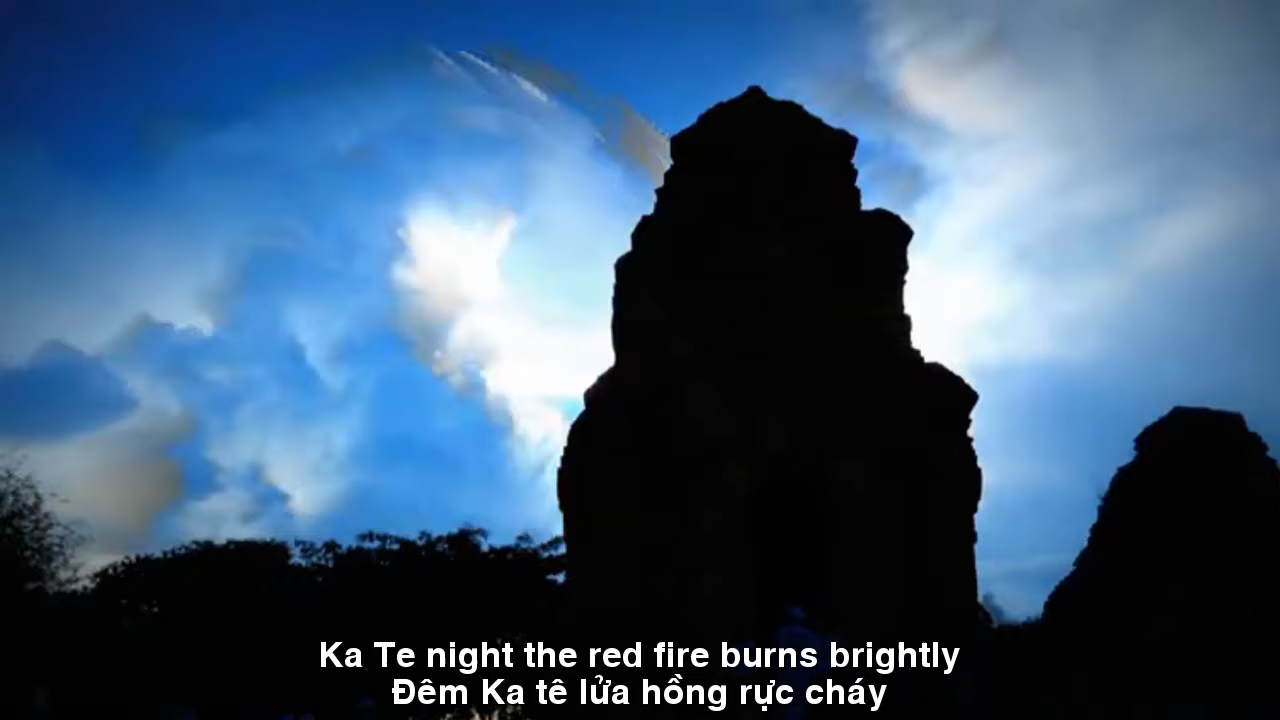 Ka Te night the red fire burns brightly
Đêm Ka tê lửa hồng rực cháy